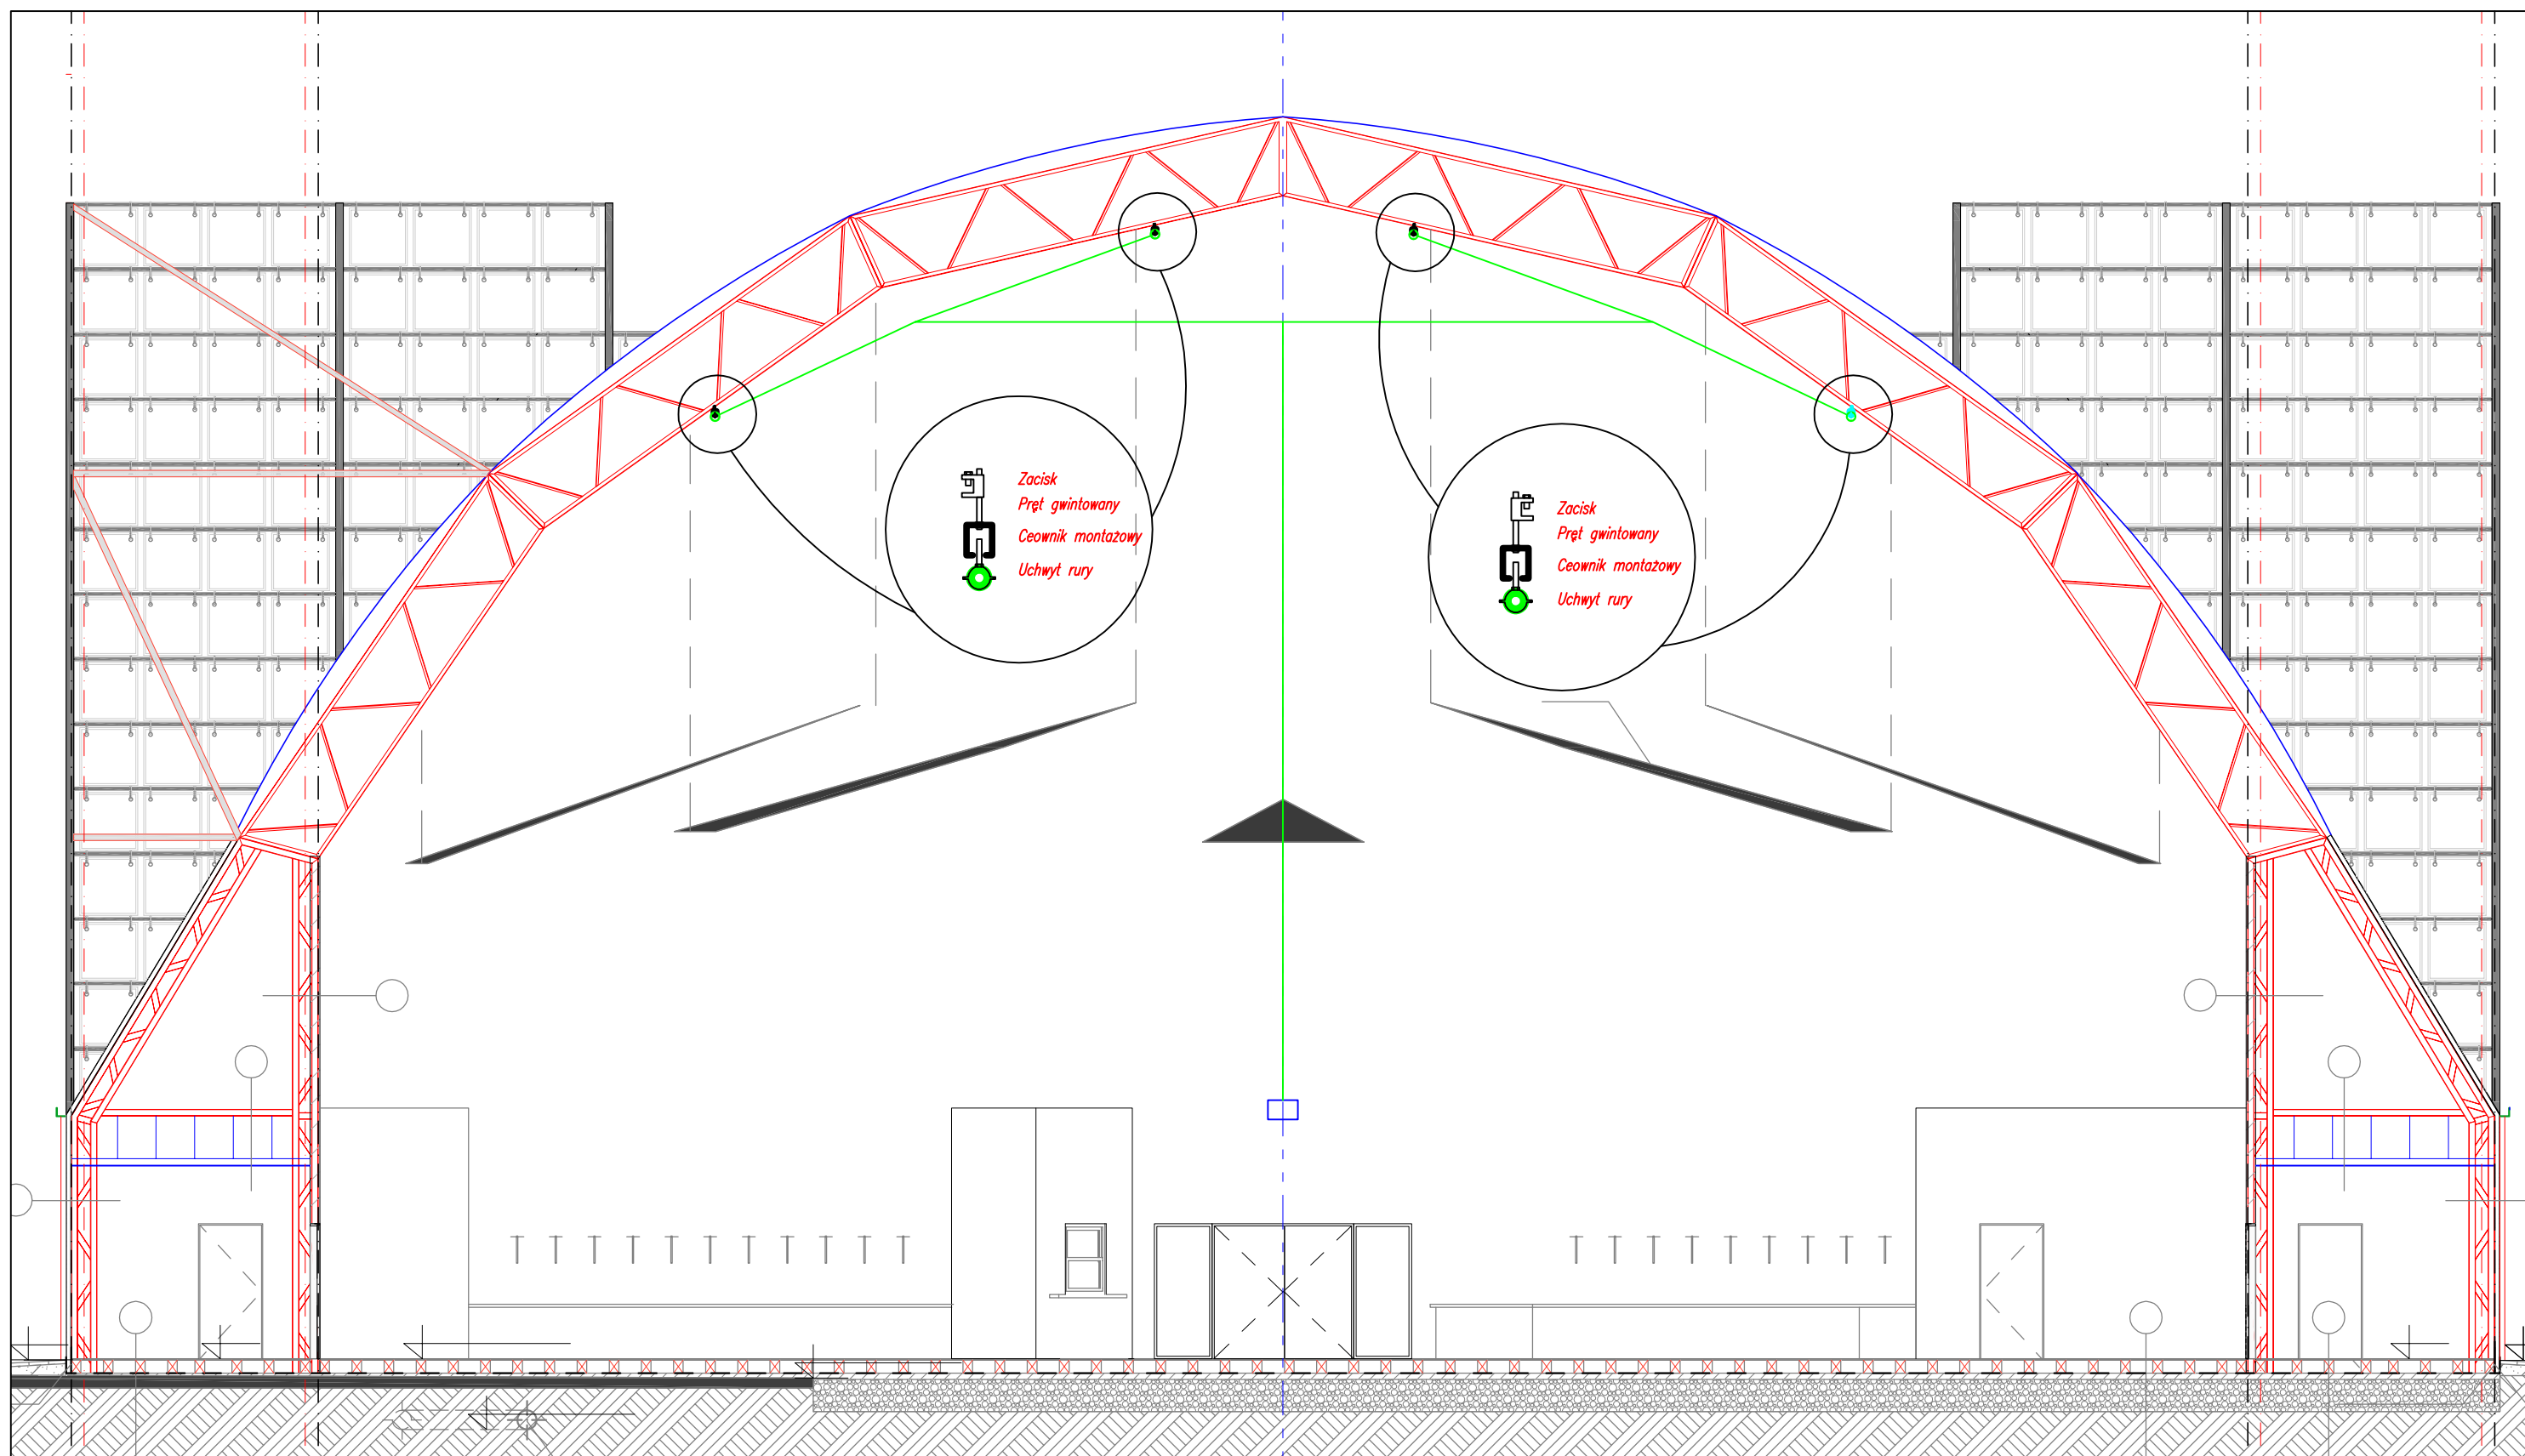 Zacisk
Pręt gwintowany
Ceownik montażowy
Uchwyt rury
Zacisk
Pręt gwintowany
Ceownik montażowy
Uchwyt rury